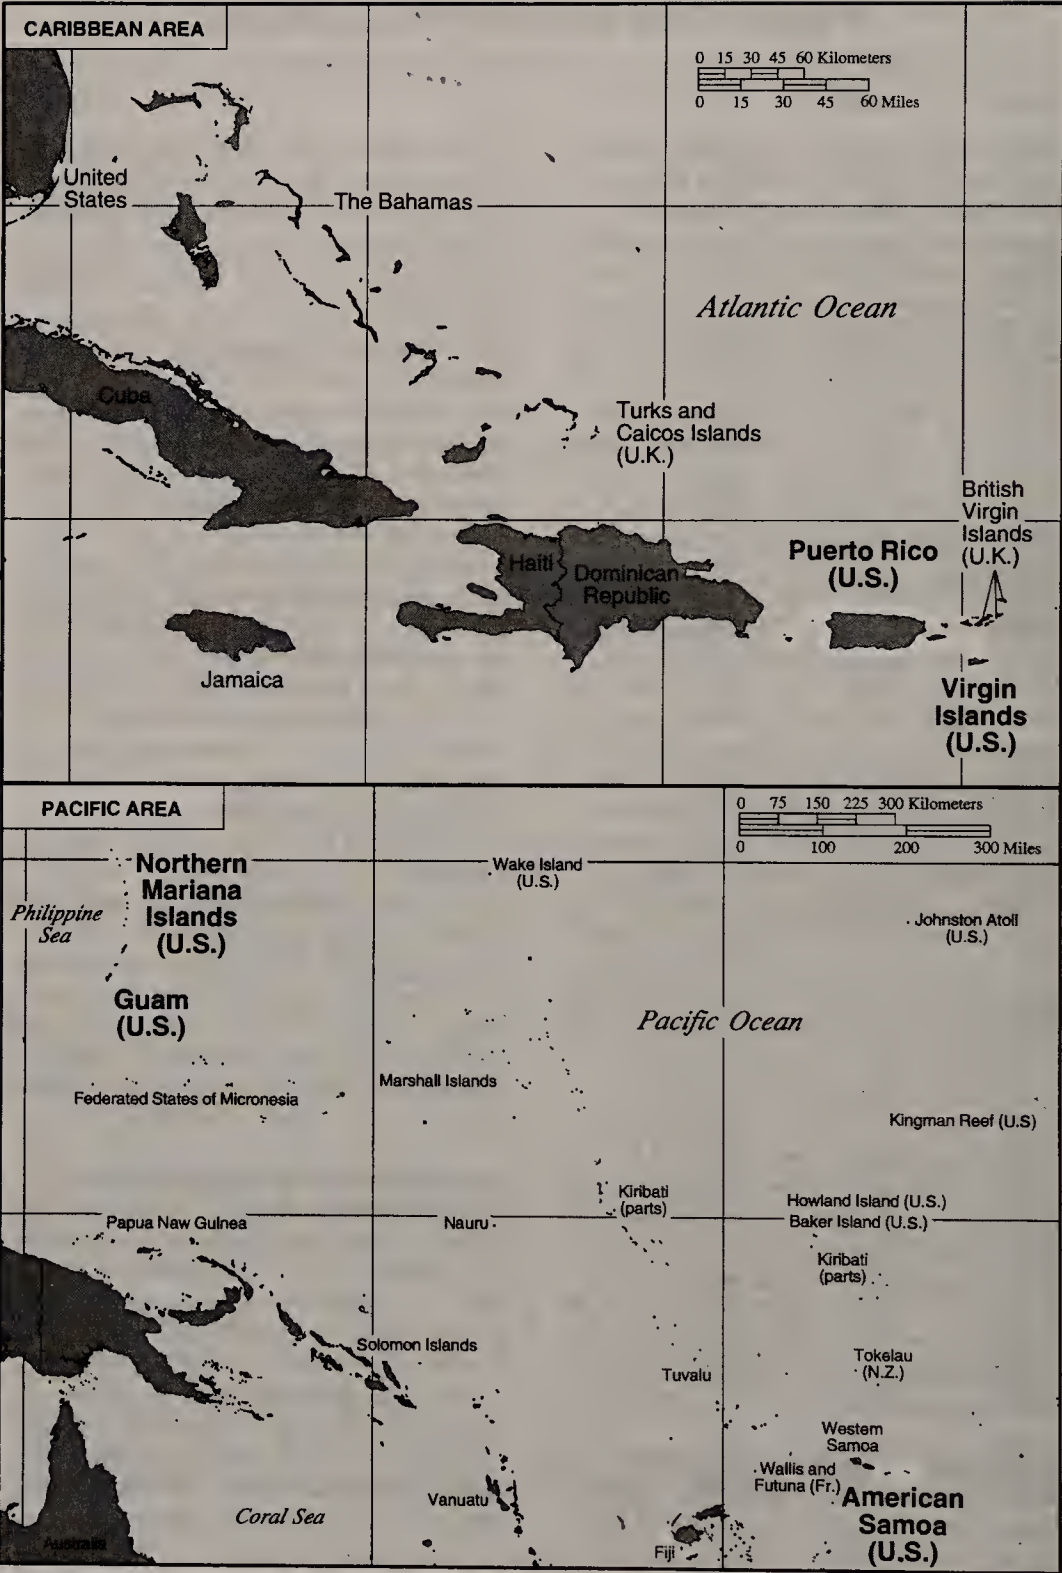 CARIBBEAN AREA
0 15 30 45 60 Kilometers
0 15 30 45 60 Miles
United
States
The Bahamas
Atlantic Ocean
Cuba
Turks and
Caicos Islands
(U.K.)
British
Virgin
Islands
(U.K.)
Puerto Rico
(U.S.)
Haiti
Dominican
Republic
Jamaica
Virgin
Islands
(U.S.)
PACIFIC AREA
0 75 150 225 300 Kilometers
0 100 200 300 Miles
Northern
Mariana
Islands
(U.S.)
Wake Island
(U.S.)
Philippine
Sea
Johnston Atoll
(U.S.)
Guam
(U.S.)
Pacific Ocean
Marshall Islands
Federated States of Micronesia
Kingman Reef (U.S)
Kiribati
(parts)
Howland Island (U.S.)
Baker Island (U.S.)
Papua New Guinea
Nauru
Kiribati
(parts)
Solomon Islands
Tuvalu
Tokelau
(N.Z.)
Western
Samoa
Wallis and
Futuna (Fr.)
American
Samoa
(U.S.)
Vanuatu
Coral Sea
Australia
Fiji